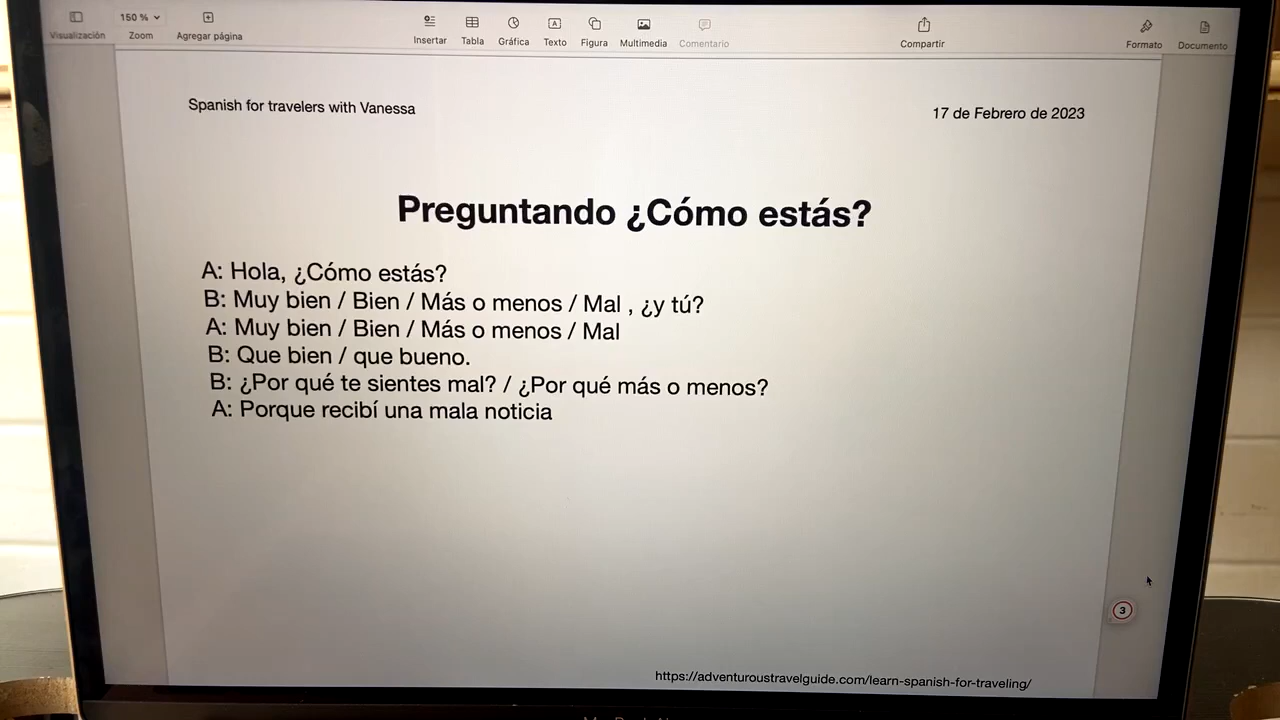 150 %
Visualización
Zoom
Agregar página
Insertar
Tabla
Gráfica
Texto
Figura
Multimedia
Comentario
Compartir
Formato
Documento
Spanish for travelers with Vanessa
17 de Febrero de 2023
Preguntando ¿Cómo estás?
A: Hola, ¿Cómo estás?
B: Muy bien / Bien / Más o menos / Mal , ¿y tú?
A: Muy bien / Bien / Más o menos / Mal
B: Que bien / que bueno.
B: ¿Por qué te sientes mal? / ¿Por qué más o menos?
A: Porque recibí una mala noticia
3
https://adventuroustravelguide.com/learn-spanish-for-traveling/